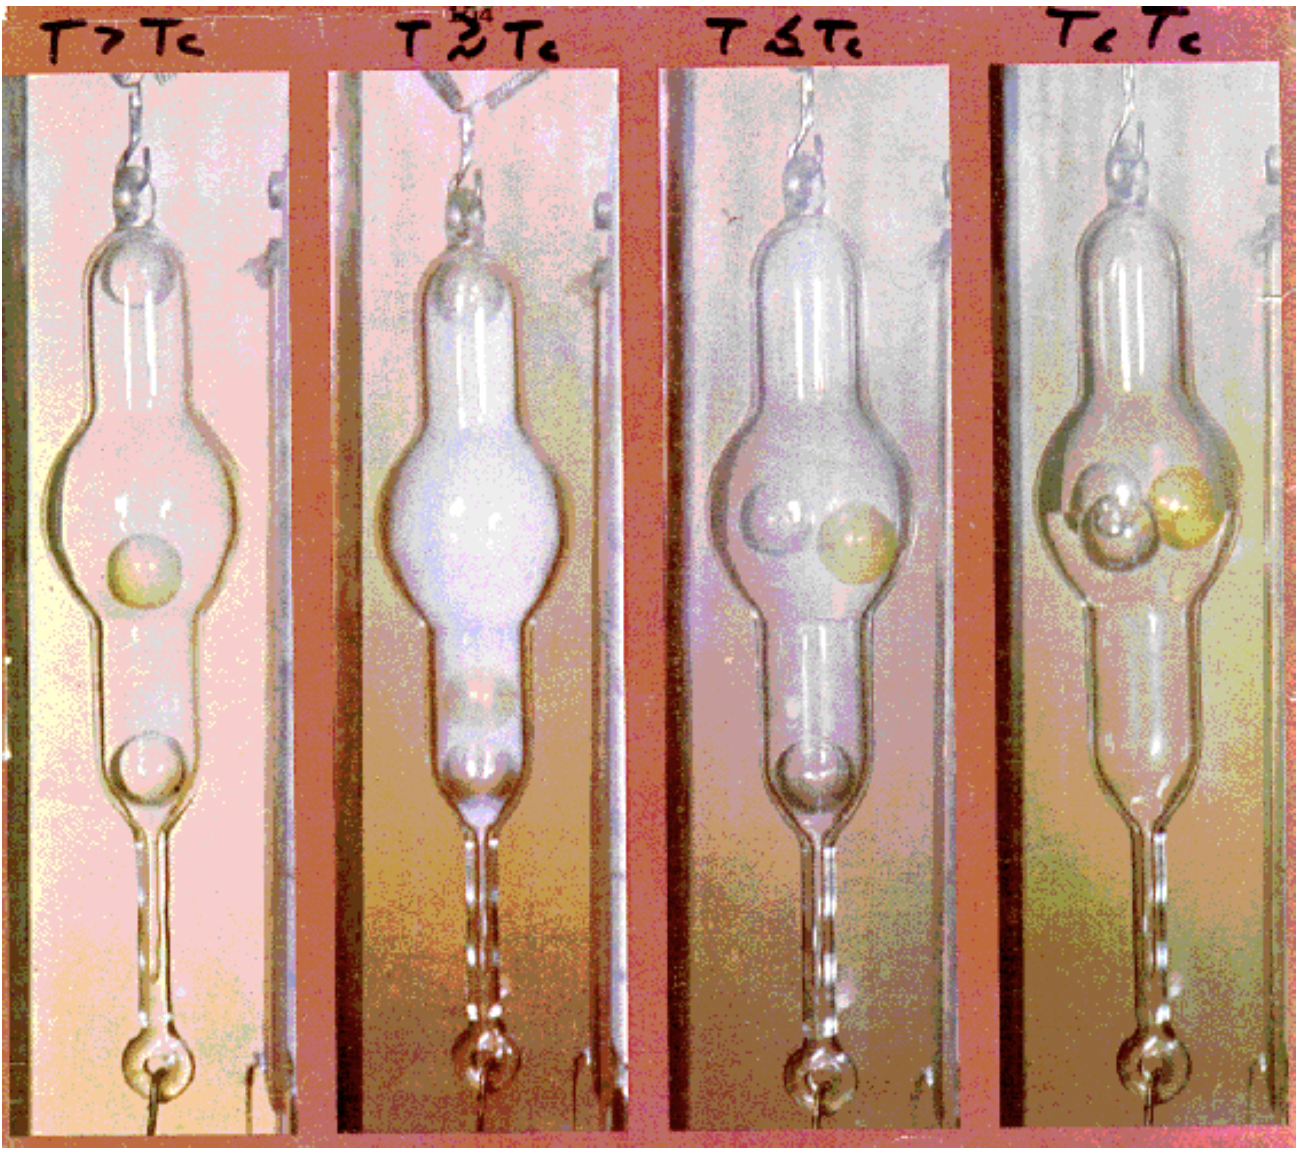 T > Tc
T ≳ Tc
T ≲ Tc
T < Tc